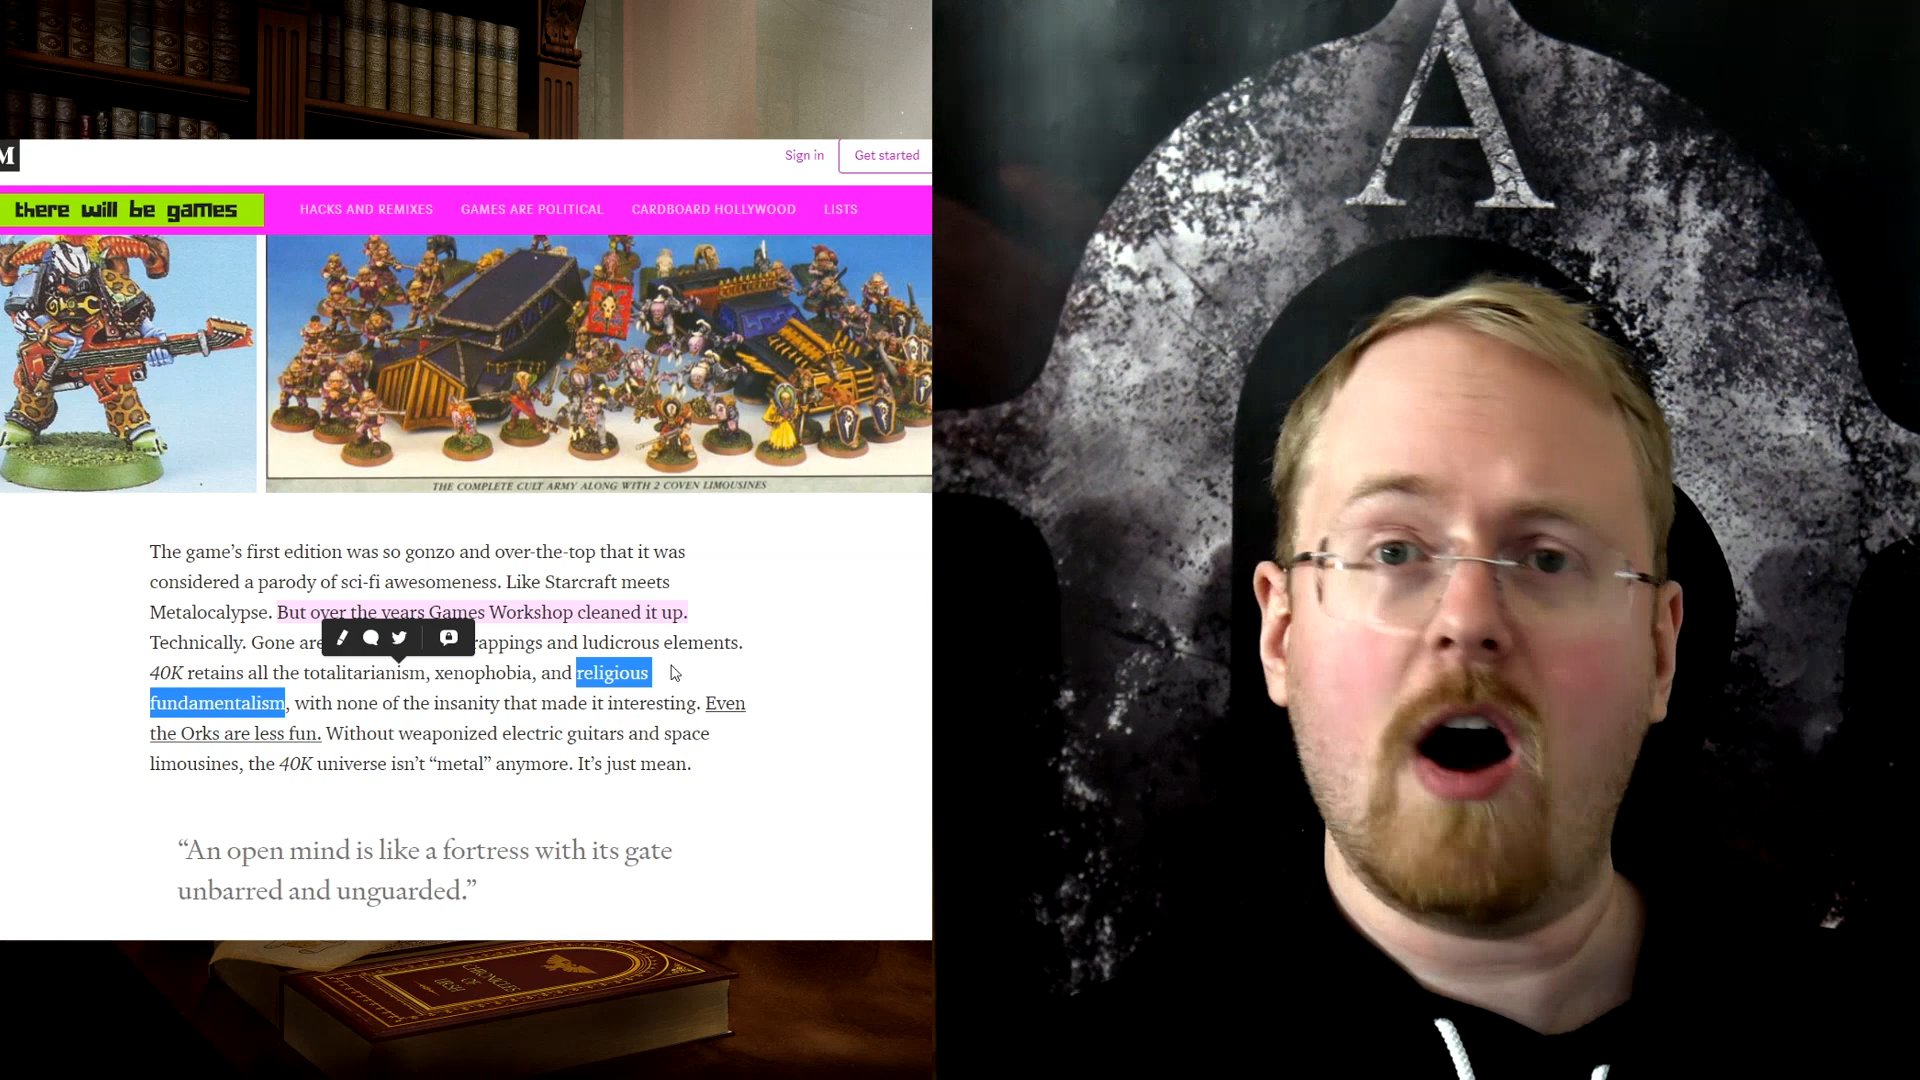 M
Sign in
Get started
there will be games
HACKS AND REMIXES
GAMES ARE POLITICAL
CARDBOARD HOLLYWOOD
LISTS
THE COMPLETE CULT ARMY ALONG WITH 2 COVEN LIMOUSINES
The game’s first edition was so gonzo and over-the-top that it was
considered a parody of sci-fi awesomeness. Like Starcraft meets
Metalocalypse. But over the years Games Workshop cleaned it up.
Technically. Gone are rappings and ludicrous elements.
40K retains all the totalitarianism, xenophobia, and religious
fundamentalism, with none of the insanity that made it interesting. Even
the Orks are less fun. Without weaponized electric guitars and space
limousines, the 40K universe isn’t “metal” anymore. It’s just mean.
“An open mind is like a fortress with its gate
unbarred and unguarded.”
CHRONICLES
OF
URSH
A